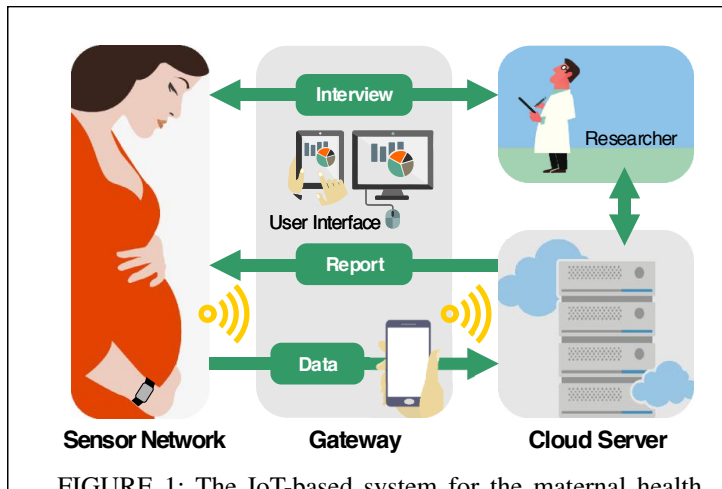 Interview
Researcher
User Interface
Report
Data
Sensor Network
Gateway
Cloud Server
FIGURE 1: The IoT-based system for the maternal health